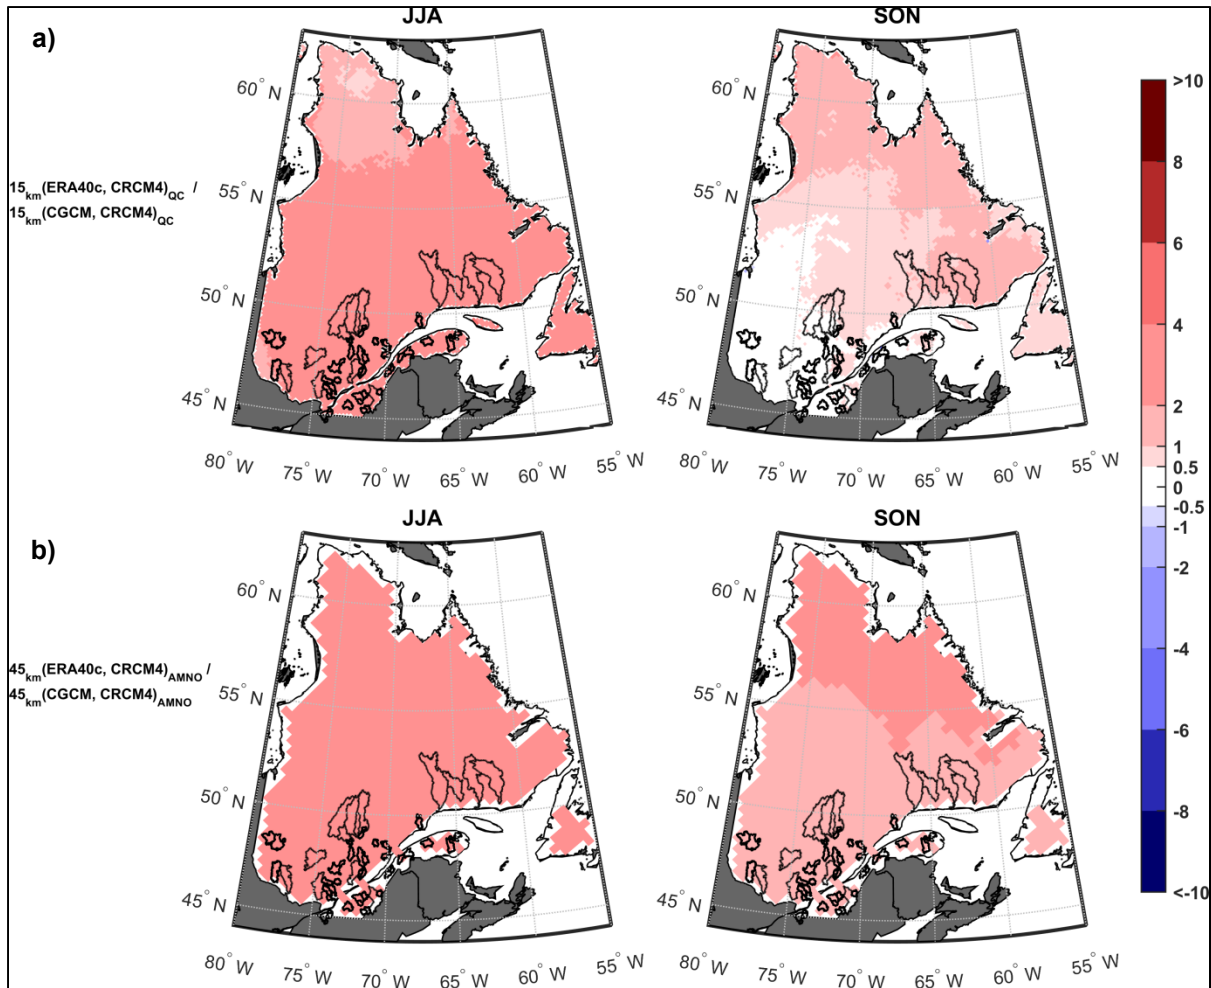 a)
JJA
SON
60° N
55° N
50° N
45° N
80° W
75° W
70° W
65° W
60° W
55° W
60° N
55° N
50° N
45° N
80° W
75° W
70° W
65° W
60° W
55° W
15km(ERA40c, CRCM4)QC /
15km(CGCM, CRCM4)QC
>10
8
6
4
2
1
0.5
0
-0.5
-1
-2
-4
-6
-8
<-10
b)
JJA
SON
60° N
55° N
50° N
45° N
80° W
75° W
70° W
65° W
60° W
55° W
60° N
55° N
50° N
45° N
80° W
75° W
70° W
65° W
60° W
55° W
45km(ERA40c, CRCM4)AMNO /
45km(CGCM, CRCM4)AMNO